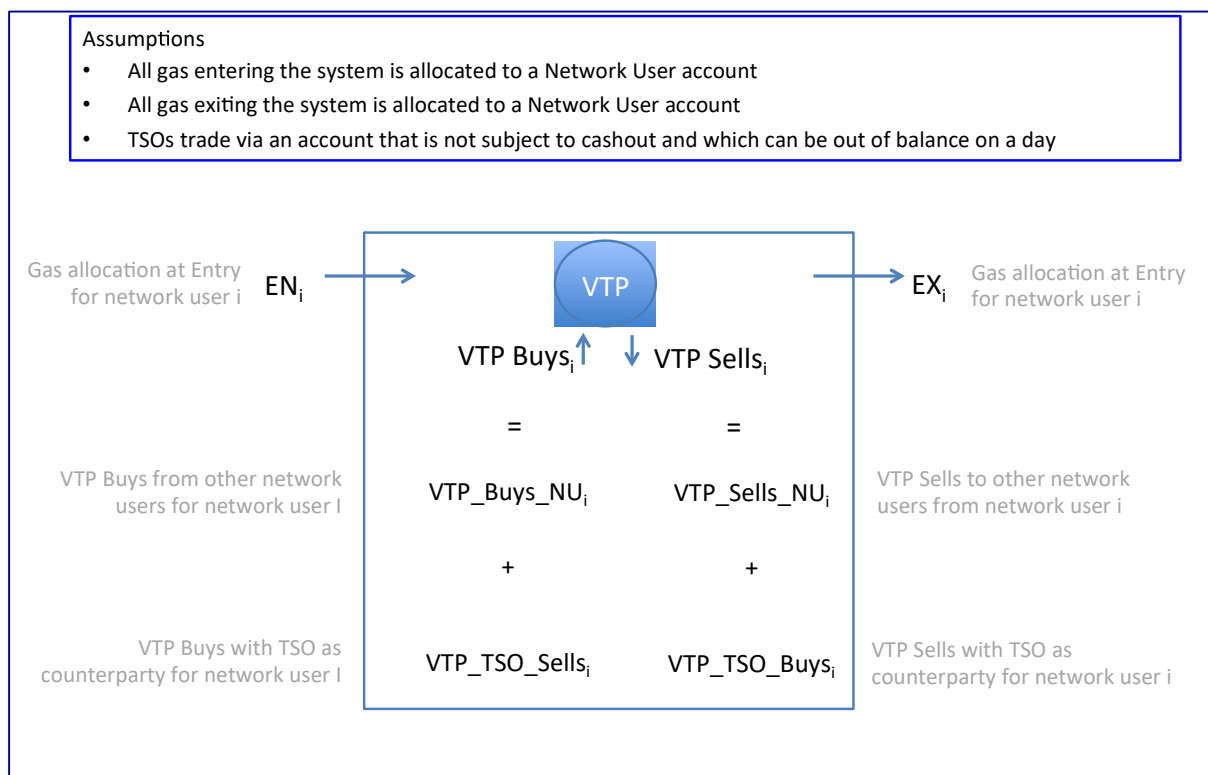 Assumptions
• All gas entering the system is allocated to a Network User account
• All gas exiting the system is allocated to a Network User account
• TSOs trade via an account that is not subject to cashout and which can be out of balance on a day
Gas allocation at Entry
for network user i
ENi
VTP
EXi
Gas allocation at Entry
for network user i
VTP Buysi
VTP Sellsi
=
=
VTP Buys from other network
users for network user I
VTP_Buys_NUi
VTP_Sells_NUi
VTP Sells to other network
users from network user i
+
+
VTP Buys with TSO as
counterparty for network user I
VTP_TSO_Sellsi
VTP_TSO_Buysi
VTP Sells with TSO as
counterparty for network user i